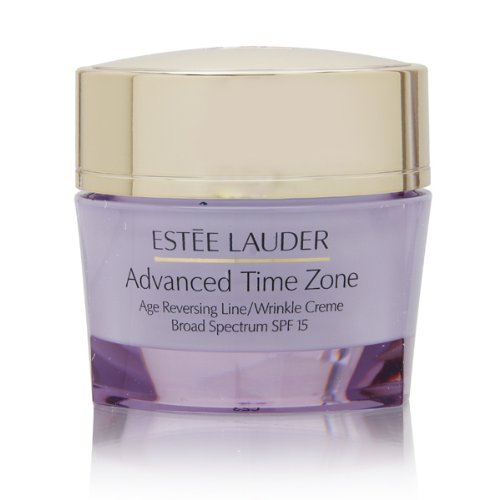 ESTĒE LAUDER
Advanced Time Zone
Age Reversing Line/Wrinkle Creme
Broad Spectrum SPF 15